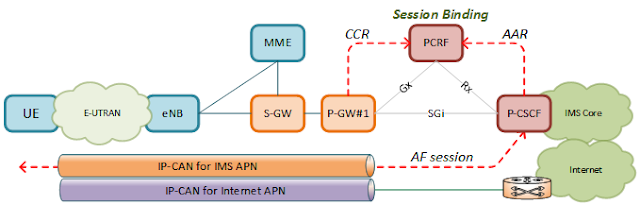 Session Binding
MME
CCR
PCRF
AAR
Gx
Rx
UE
E-UTRAN
eNB
S-GW
P-GW#1
SGi
P-CSCF
IMS Core
IP-CAN for IMS APN
AF session
IP-CAN for Internet APN
Internet